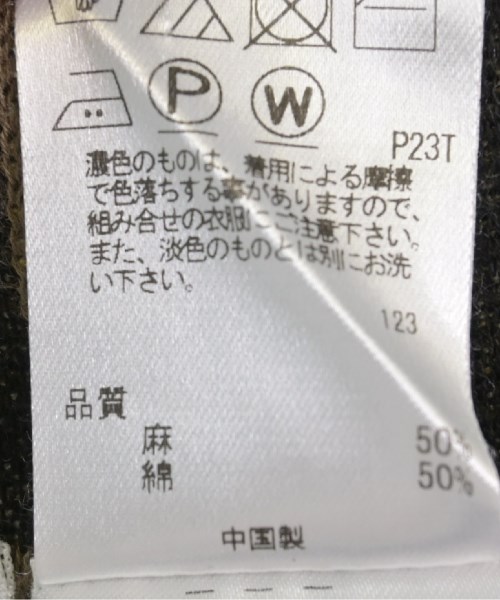 P
W
P23T
濃色のものは、着用による摩擦
で色落ちする事がありますので、
組み合せの衣服にご注意下さい。
また、淡色のものとは別にお洗
い下さい。
123
品質
麻 50%
綿 50%
中国製